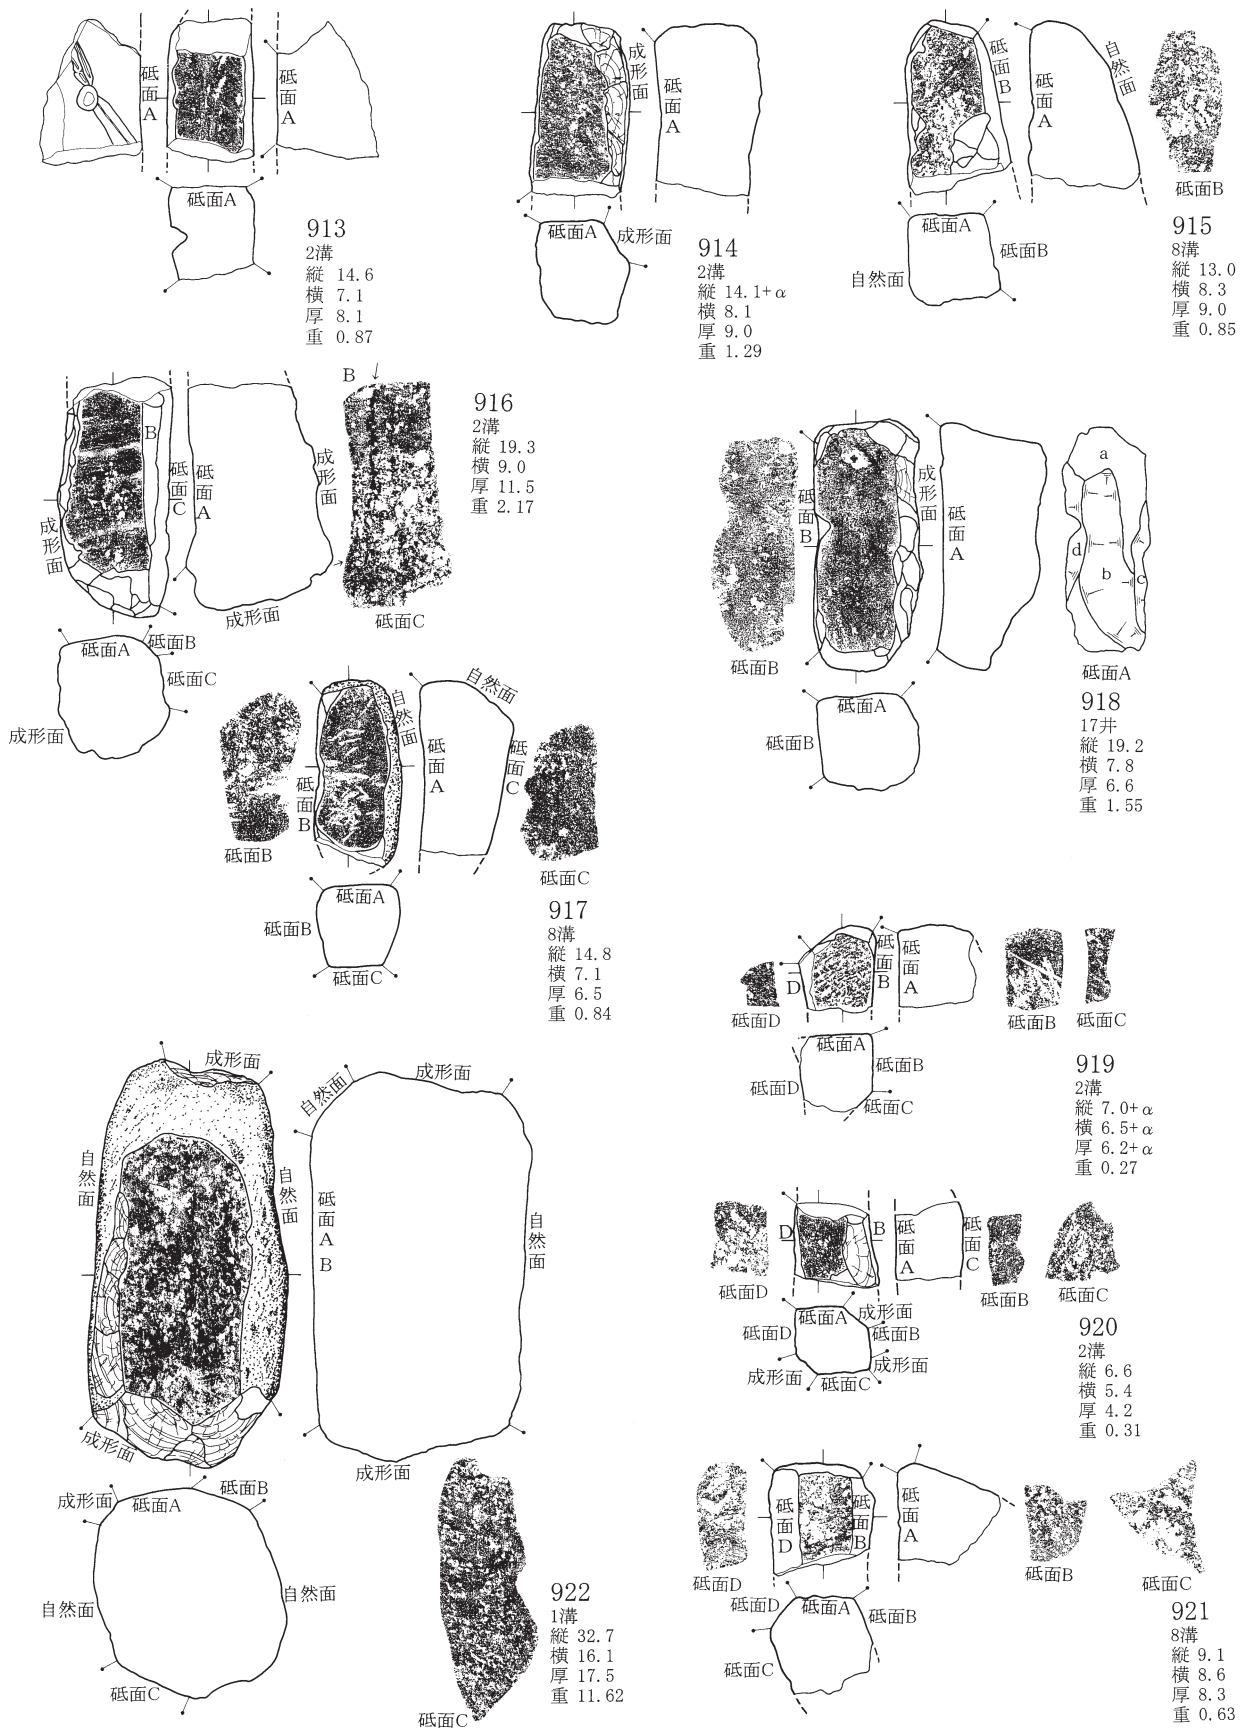 砥面A
砥面A
砥面A
913
2溝
縦 14.6
横 7.1
厚 8.1
重 0.87
成形面
砥面A
砥面A
成形面
914
2溝
縦 14.1+α
横 8.1
厚 9.0
重 1.29
砥面B
砥面A
自然面
砥面B
砥面A
砥面B
自然面
915
8溝
縦 13.0
横 8.3
厚 9.0
重 0.85
B
成形面
砥面C
砥面A
成形面
成形面
B
砥面C
砥面A
砥面B
砥面C
成形面
916
2溝
縦 19.3
横 9.0
厚 11.5
重 2.17
砥面B
砥面B
成形面
砥面A
a
b
c
d
砥面A
砥面A
砥面B
918
17井
縦 19.2
横 7.8
厚 6.6
重 1.55
砥面B
砥面B
自然面
砥面A
自然面
砥面C
砥面C
砥面A
砥面B
砥面C
917
8溝
縦 14.8
横 7.1
厚 6.5
重 0.84
砥面D
D
砥面B
砥面A
砥面B
砥面C
砥面A
砥面B
砥面D
砥面C
919
2溝
縦 7.0+α
横 6.5+α
厚 6.2+α
重 0.27
砥面D
D
B
砥面A
砥面C
砥面B
砥面C
砥面A
成形面
砥面D
砥面B
成形面
成形面
砥面C
920
2溝
縦 6.6
横 5.4
厚 4.2
重 0.31
砥面D
砥面D
砥面B
砥面A
砥面B
砥面C
砥面D
砥面A
砥面B
砥面C
921
8溝
縦 9.1
横 8.6
厚 8.3
重 0.63
成形面
自然面
自然面
成形面
自然面
成形面
砥面A
B
自然面
成形面
砥面B
成形面
砥面A
自然面
自然面
砥面C
砥面C
922
1溝
縦 32.7
横 16.1
厚 17.5
重 11.62